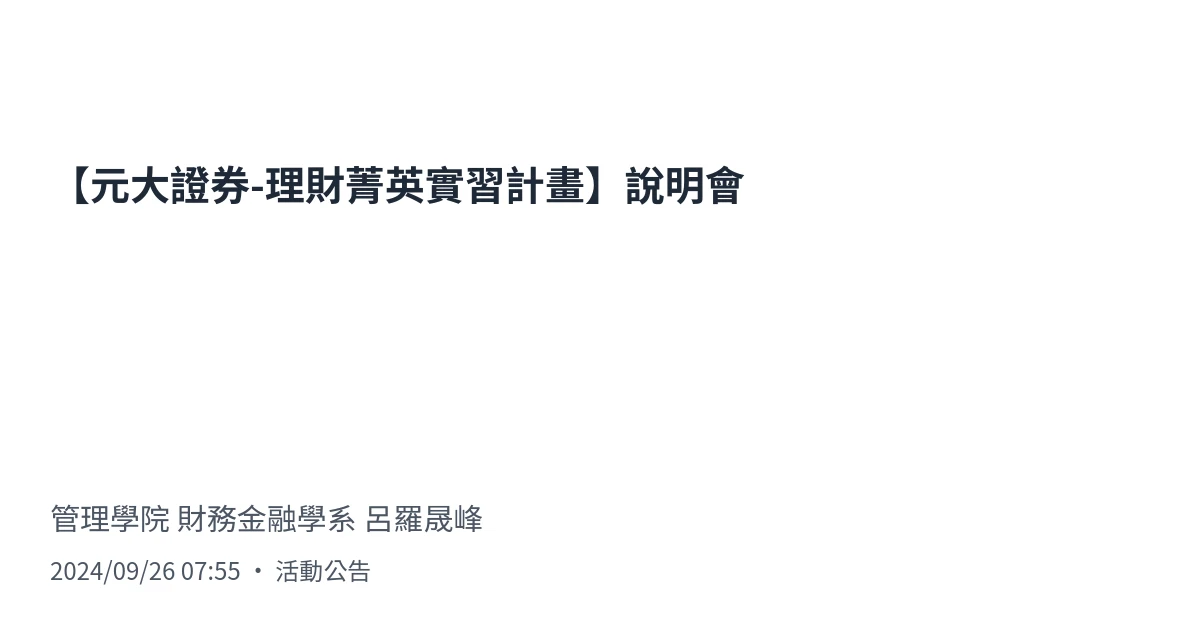 【元大證券-理財菁英實習計畫】說明會
管理學院 財務金融學系 呂羅晟峰
2024/09/26 07:55 • 活動公告